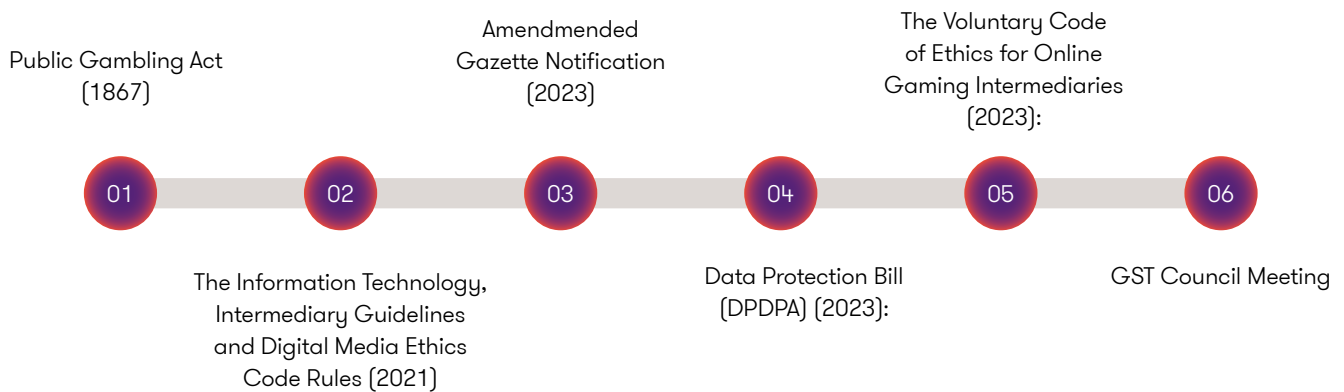 Public Gambling Act
(1867)
Amendmended
Gazette Notification
(2023)
The Voluntary Code
of Ethics for Online
Gaming Intermediaries
(2023):
01
02
03
04
05
06
The Information Technology,
Intermediary Guidelines
and Digital Media Ethics
Code Rules (2021)
Data Protection Bill
(DPDPA) (2023):
GST Council Meeting